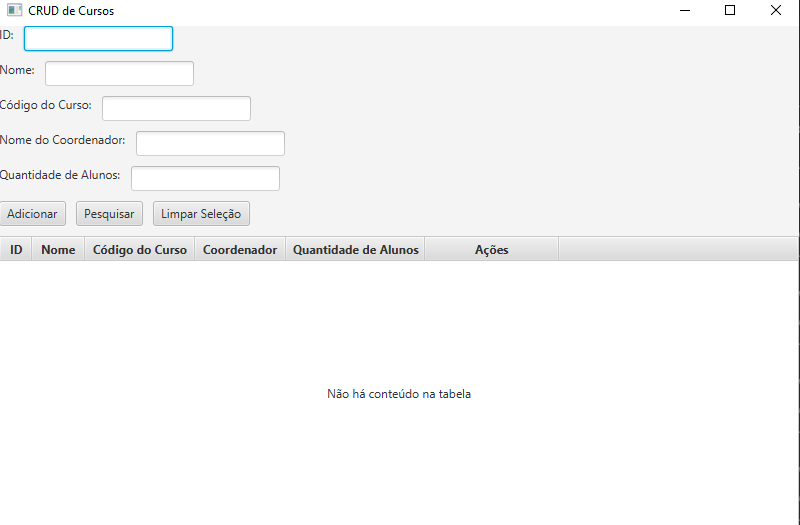 CRUD de Cursos
ID:
Nome:
Código do Curso:
Nome do Coordenador:
Quantidade de Alunos:
Adicionar Pesquisar Limpar Seleção
ID Nome Código do Curso Coordenador Quantidade de Alunos Ações
Não há conteúdo na tabela